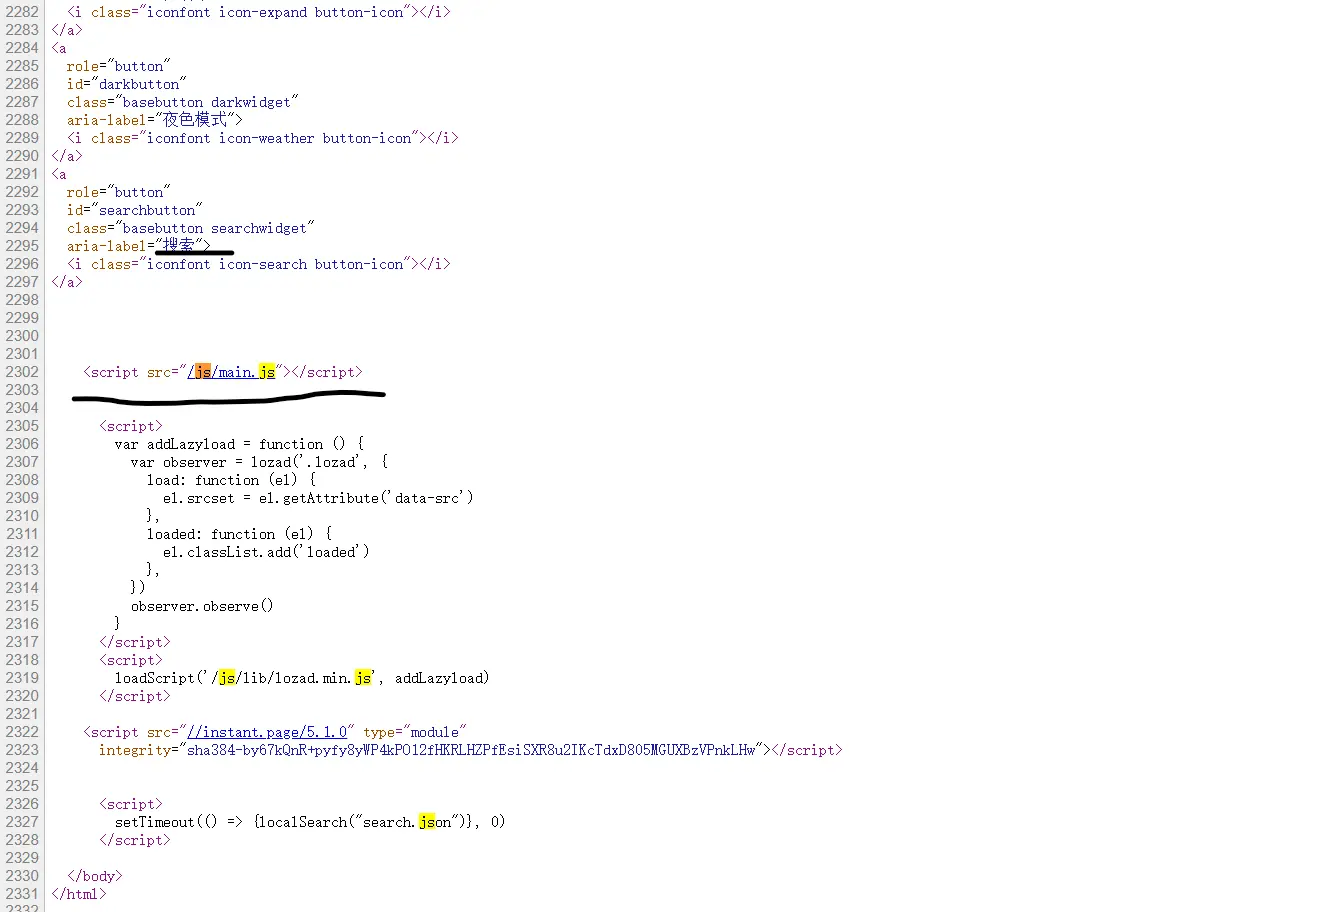 2282 <i class="iconfont icon-expand button-icon"></i>
2283 </a>
2284 <a
2285 role="button"
2286 id="darkbutton"
2287 class="basebutton darkwidget"
2288 aria-label="夜色模式">
2289 <i class="iconfont icon-weather button-icon"></i>
2290 </a>
2291 <a
2292 role="button"
2293 id="searchbutton"
2294 class="basebutton searchwidget"
2295 aria-label="搜索">
2296 <i class="iconfont icon-search button-icon"></i>
2297 </a>
2298
2299
2300
2301
2302 <script src="/js/main.js"></script>
2303
2304
2305 <script>
2306 var addLazyload = function () {
2307 var observer = lozad('.lozad', {
2308 load: function (el) {
2309 el.srcset = el.getAttribute('data-src')
2310 },
2311 loaded: function (el) {
2312 el.classList.add('loaded')
2313 },
2314 })
2315 observer.observe()
2316 }
2317 </script>
2318 <script>
2319 loadScript('/js/lib/lozad.min.js', addLazyload)
2320 </script>
2321
2322 <script src="//instant.page/5.1.0" type="module"
2323 integrity="sha384-by67kQnR+pyfy8yWP4kPO12fHKRLHZPfEsiSXR8u2IKcTdxD805MGUXBzVPnkLHw"></script>
2324
2325
2326 <script>
2327 setTimeout(() => {localSearch("search.json")}, 0)
2328 </script>
2329
2330 </body>
2331 </html>
2332